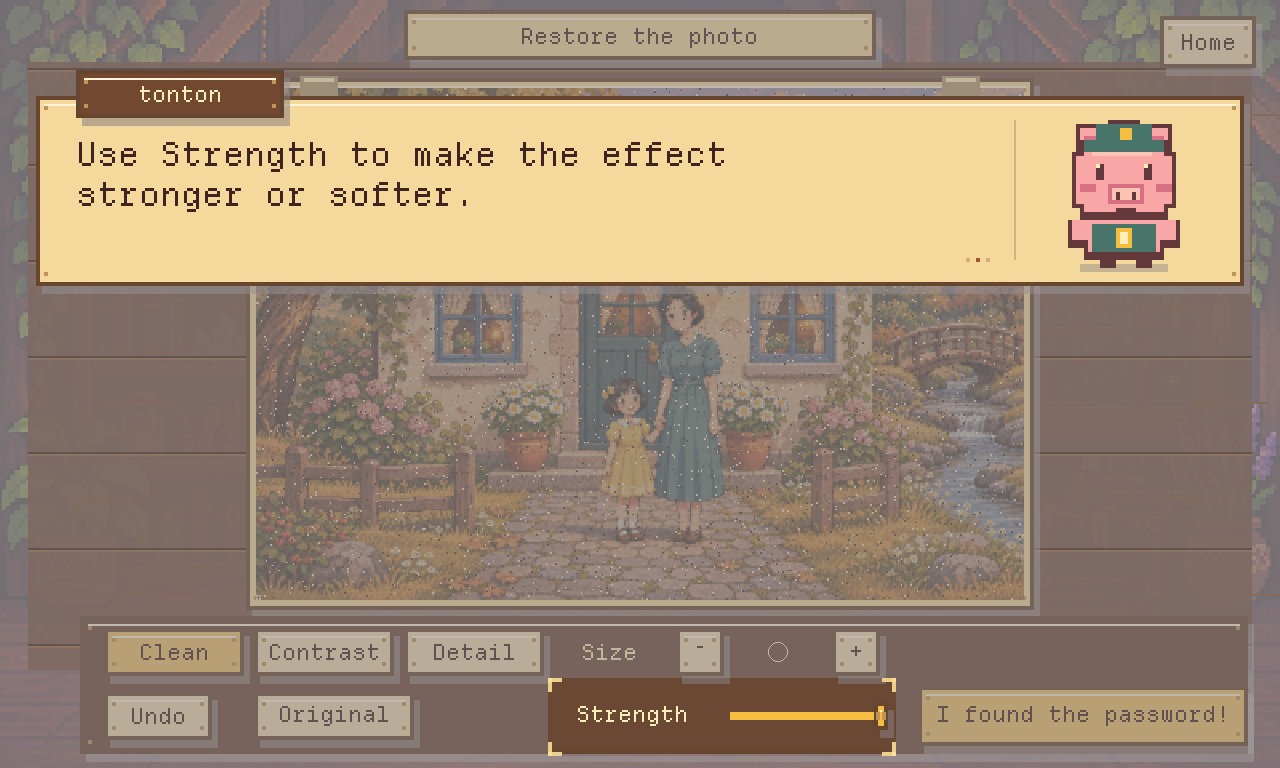 Restore the photo
Home
tonton
Use Strength to make the effect
stronger or softer.
Clean
Contrast
Detail
Size
-
+
Undo
Original
Strength
I found the password!